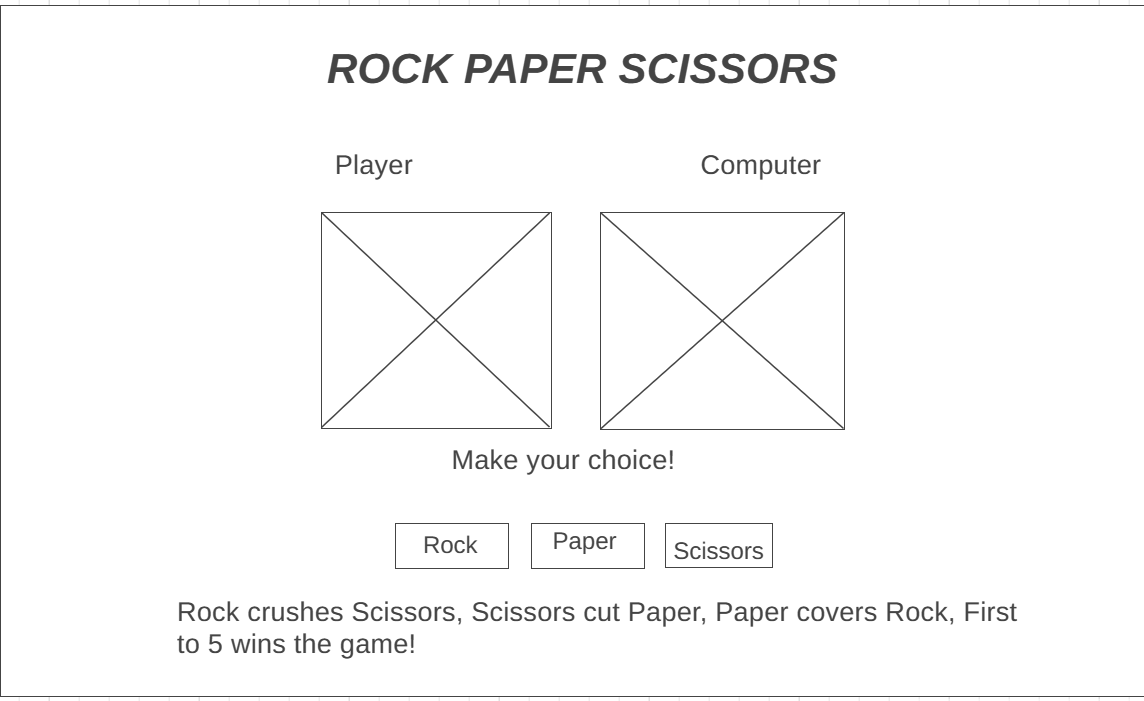 ROCK PAPER SCISSORS
Player
Computer
Make your choice!
Rock
Paper
Scissors
Rock crushes Scissors, Scissors cut Paper, Paper covers Rock, First
to 5 wins the game!